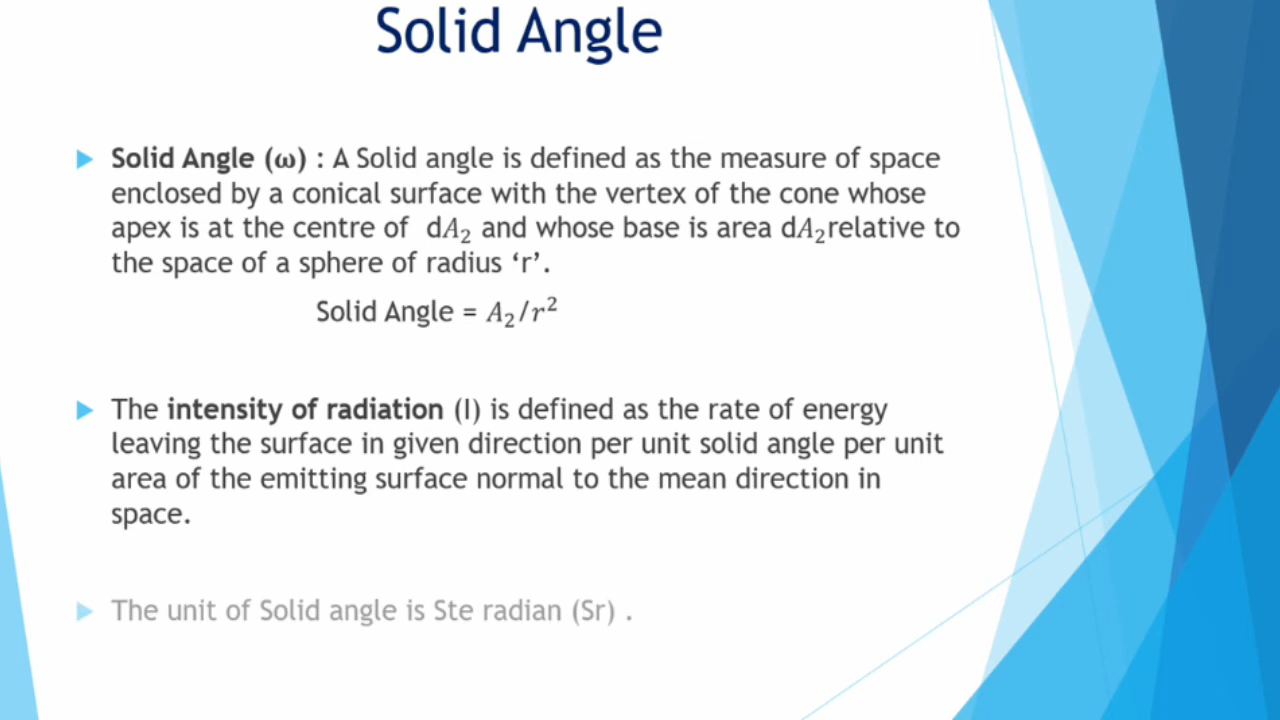 Solid Angle
Solid Angle (ω) : A Solid angle is defined as the measure of space
enclosed by a conical surface with the vertex of the cone whose
apex is at the centre of dA₂ and whose base is area dA₂relative to
the space of a sphere of radius ‘r’.
Solid Angle = A₂/r²
The intensity of radiation (I) is defined as the rate of energy
leaving the surface in given direction per unit solid angle per unit
area of the emitting surface normal to the mean direction in
space.
The unit of Solid angle is Ste radian (Sr) .